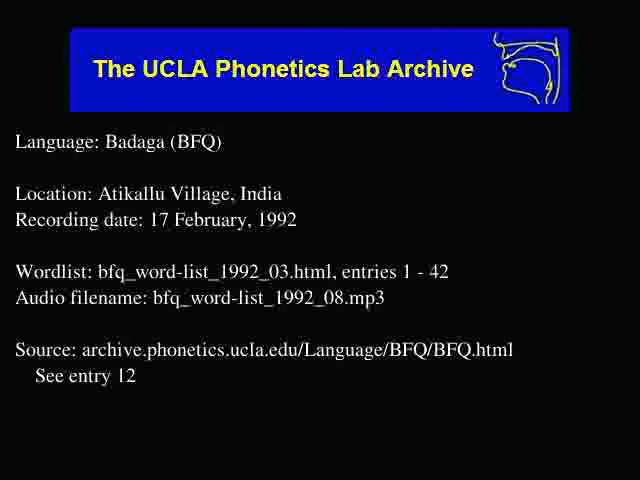 The UCLA Phonetics Lab Archive
Language: Badaga (BFQ)
Location: Atikallu Village, India
Recording date: 17 February, 1992
Wordlist: bfq_word-list_1992_03.html, entries 1 - 42
Audio filename: bfq_word-list_1992_08.mp3
Source: archive.phonetics.ucla.edu/Language/BFQ/BFQ.html
See entry 12